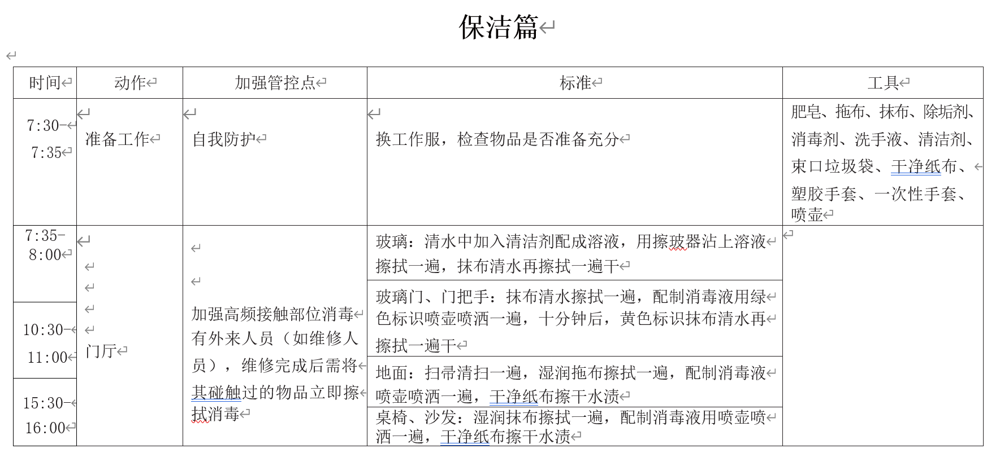 保洁篇
时间
动作
加强管控点
标准
工具
7:30-
7:35
准备工作
自我防护
换工作服，检查物品是否准备充分
肥皂、拖布、抹布、除垢剂、
消毒剂、洗手液、清洁剂、
束口垃圾袋、干净纸布、
塑胶手套、一次性手套、
喷壶
7:35-
8:00
10:30-
11:00
15:30-
16:00
门厅
加强高频接触部位消毒
有外来人员（如维修人
员），维修完成后需将
其碰触过的物品立即擦
拭消毒
玻璃：清水中加入清洁剂配成溶液，用擦玻器沾上溶液
擦拭一遍，抹布清水再擦拭一遍干
玻璃门、门把手：抹布清水擦拭一遍，配制消毒液用绿
色标识喷壶喷洒一遍，十分钟后，黄色标识抹布清水再
擦拭一遍干
地面：扫帚清扫一遍，湿润拖布擦拭一遍，配制消毒液
喷壶喷洒一遍，干净纸布擦干水渍
桌椅、沙发：湿润抹布擦拭一遍，配制消毒液用喷壶喷
洒一遍，干净纸布擦干水渍